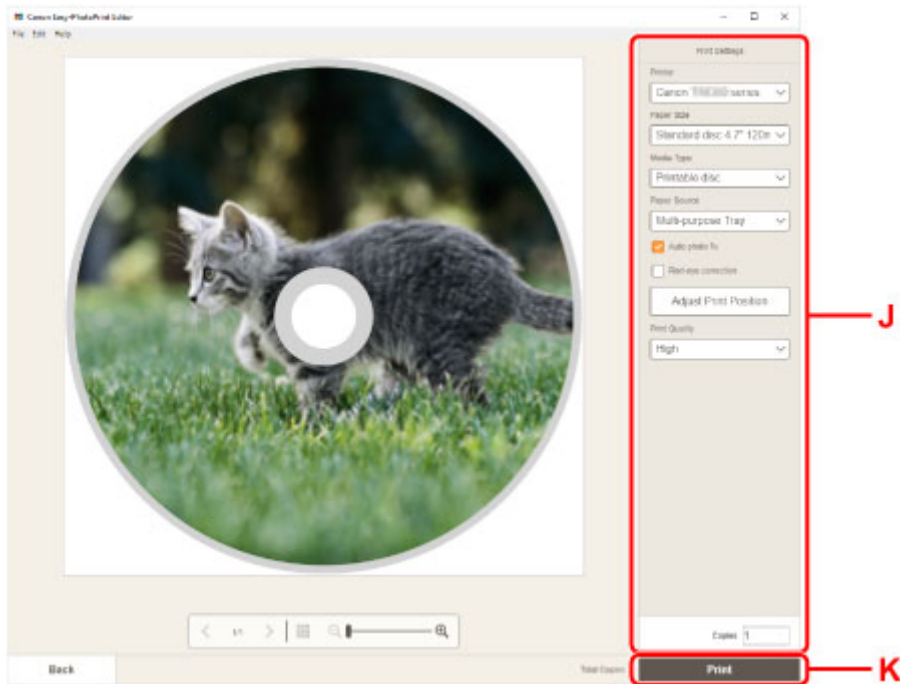 Canon Easy-PhotoPrint Editor
File Edit Help
Print Settings
Printer
Canon series
Paper Size
Standard disc 4.7" 120m
Media Type
Printable disc
Paper Source
Multi-purpose Tray
Auto photo fix
Red-eye correction
Adjust Print Position
Print Quality
High
J
1/1
Copies 1
Back
Total Copies
Print
K